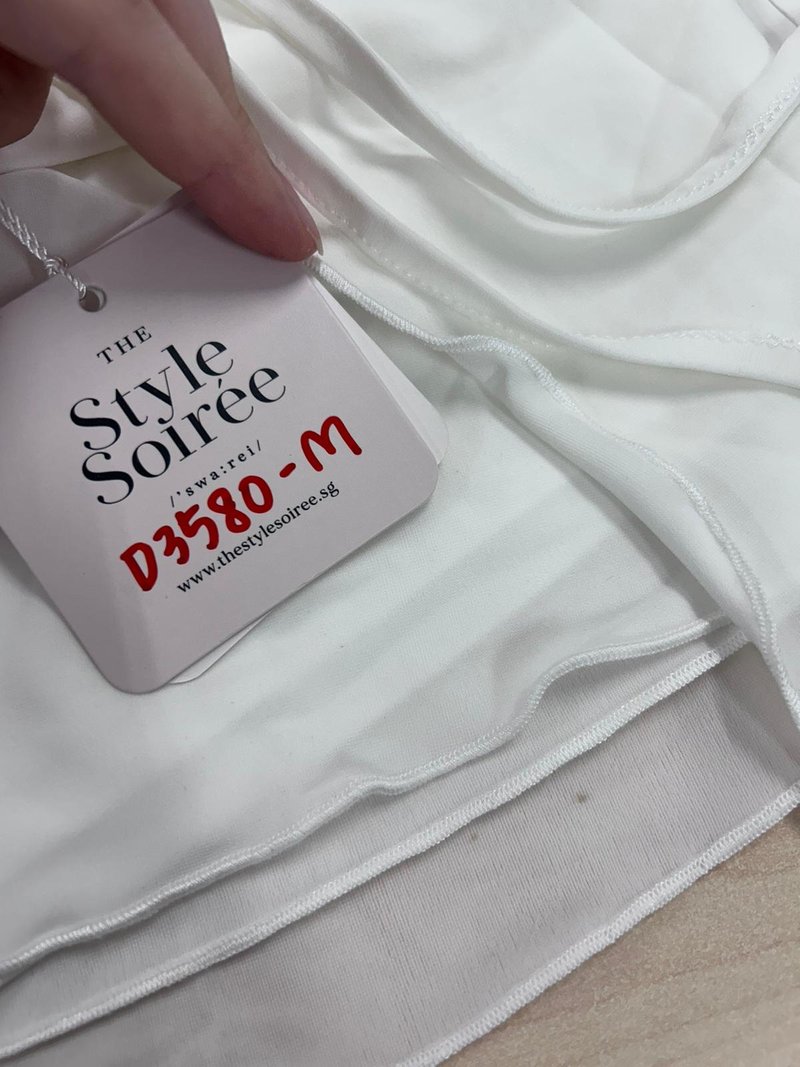 THE
Style
Soirée
/'swa:rei/
D3580-M
www.thestylesoiree.sg